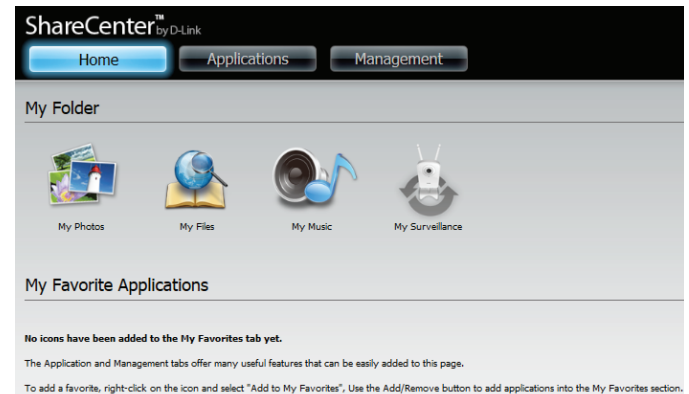 ShareCenter™ by D-Link
Home Applications Management
My Folder
My Photos My Files My Music My Surveillance
My Favorite Applications
No icons have been added to the My Favorites tab yet.
The Application and Management tabs offer many useful features that can be easily added to this page.
To add a favorite, right-click on the icon and select "Add to My Favorites", Use the Add/Remove button to add applications into the My Favorites section.